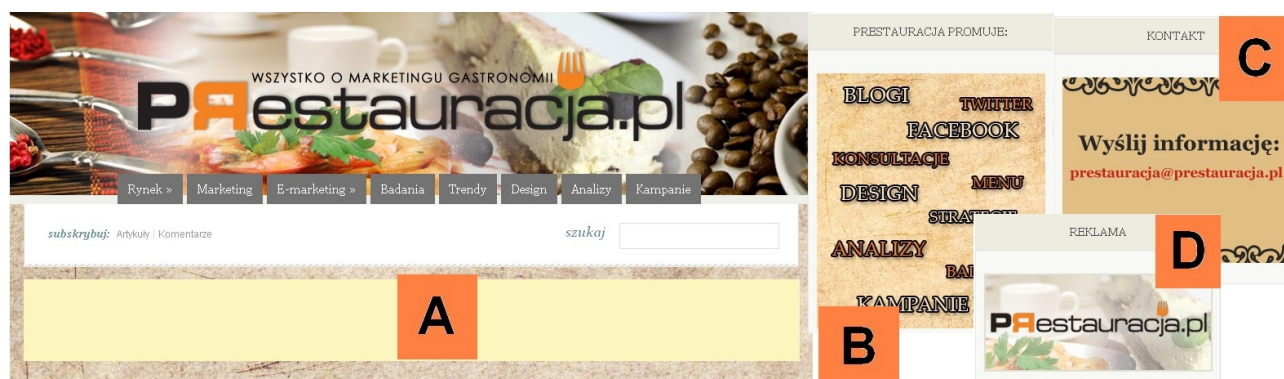 WSZYSTKO O MARKETINGU GASTRONOMII
PRestauracja.pl
Rynek » Marketing E-marketing » Badania Trendy Design Analizy Kampanie
subskrybuj: Artykuły | Komentarze
szukaj
A
PRESTAURACJA PROMUJE:
BLOGI
TWITTER
FACEBOOK
KONSULTACJE
MENU
DESIGN
STRATEGIE
ANALIZY
KAMPANIE
B
KONTAKT
C
Wyślij informację:
prestauracja@prestauracja.pl
REKLAMA
D
PRestauracja.pl